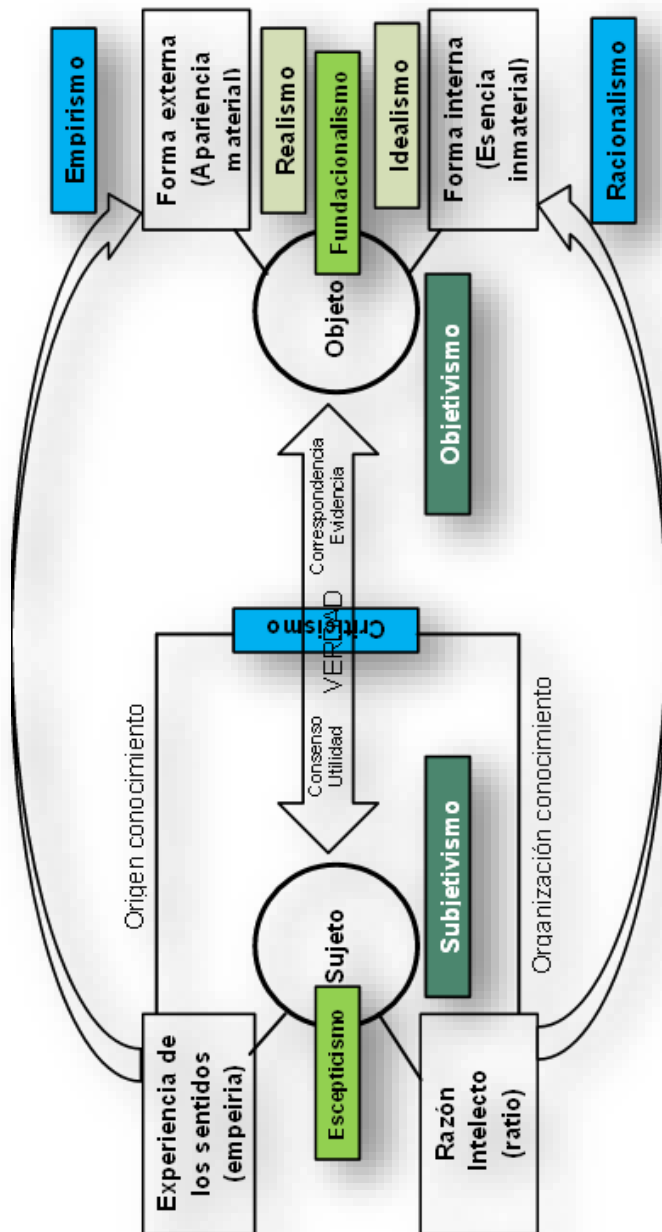 Empirismo
Origen conocimiento
Experiencia de
los sentidos
(empeiria)
Forma externa
(Apariencia
material)
Realismo
Escepticismo
Sujeto
Consenso
Utilidad
VERDAD
Criticismo
Correspondencia
Evidencia
Objeto
Fundacionalismo
Idealismo
Subjetivismo
Objetivismo
Razón
Intelecto
(ratio)
Forma interna
(Esencia
inmaterial)
Organización conocimiento
Racionalismo